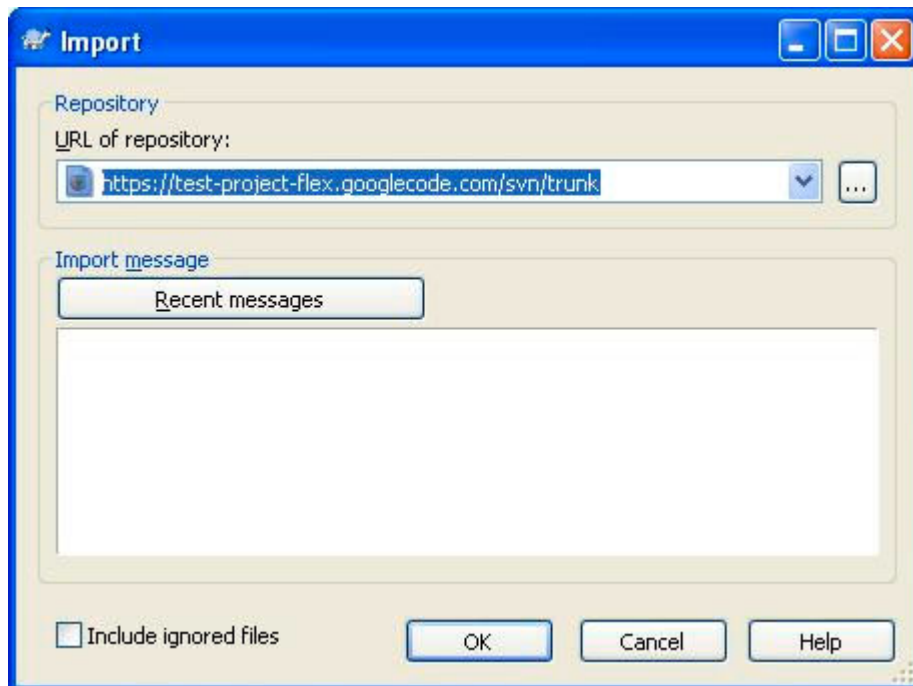 Import
Repository
URL of repository:
https://test-project-flex.googlecode.com/svn/trunk
...
Import message
Recent messages
Include ignored files
OK Cancel Help